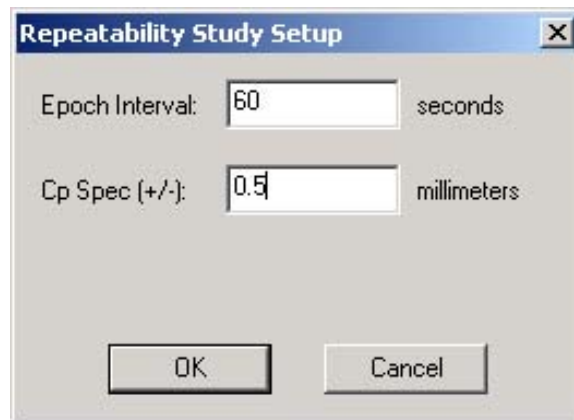 Repeatability Study Setup
Epoch Interval: 60 seconds
Cp Spec (+/-): 0.5 millimeters
OK Cancel